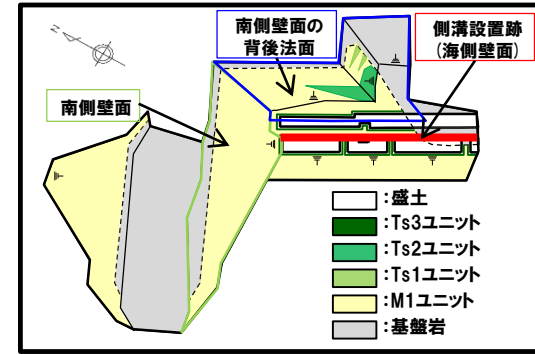 N
南側壁面の
背後法面
側溝設置跡
(海側壁面)
南側壁面
：盛土
：Ts3ユニット
：Ts2ユニット
：Ts1ユニット
：M1ユニット
：基盤岩